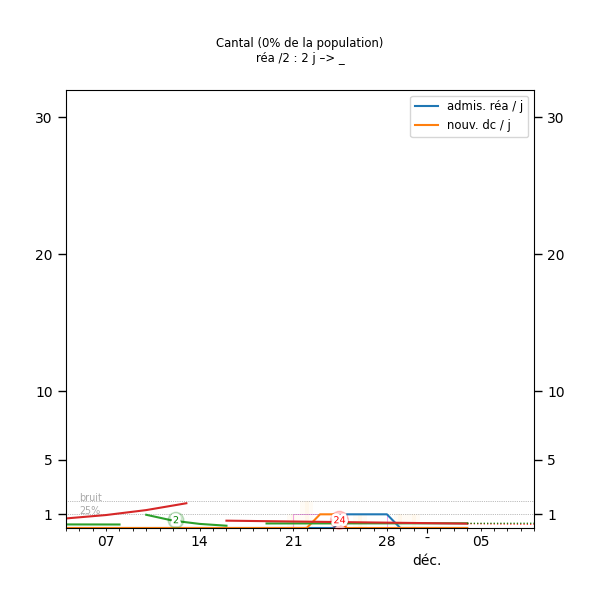 Cantal (0% de la population)
réa /2 : 2 j –> _
admis. réa / j
nouv. dc / j
30 30
20 20
10 10
5 5
bruit
25%
1 2 24 1
07 14 21 28 - 05
déc.